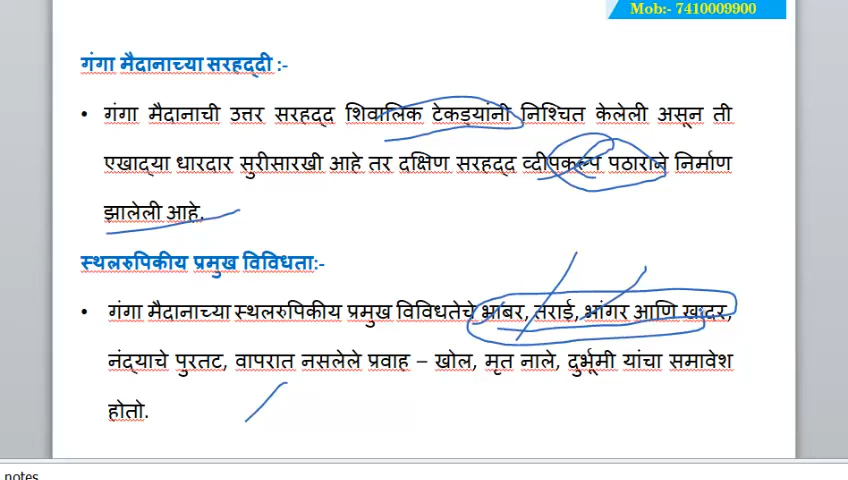 Mob:- 7410009900
गंगा मैदानाच्या सरहद्दी :-
• गंगा मैदानाची उत्तर सरहद्द शिवालिक टेकड्यांनी निश्चित केलेली असून ती
एखाद्या धारदार सुरीसारखी आहे तर दक्षिण सरहद्द व्दीपकल्प पठाराने निर्माण
झालेली आहे.
स्थलरुपिकीय प्रमुख विविधता:-
• गंगा मैदानाच्या स्थलरुपिकीय प्रमुख विविधतेचे भांबर, तराई, भांगर आणि खादर,
नंद्याचे पुरतट, वापरात नसलेले प्रवाह – खोल, मृत नाले, दुर्भूमी यांचा समावेश
होतो.
notes